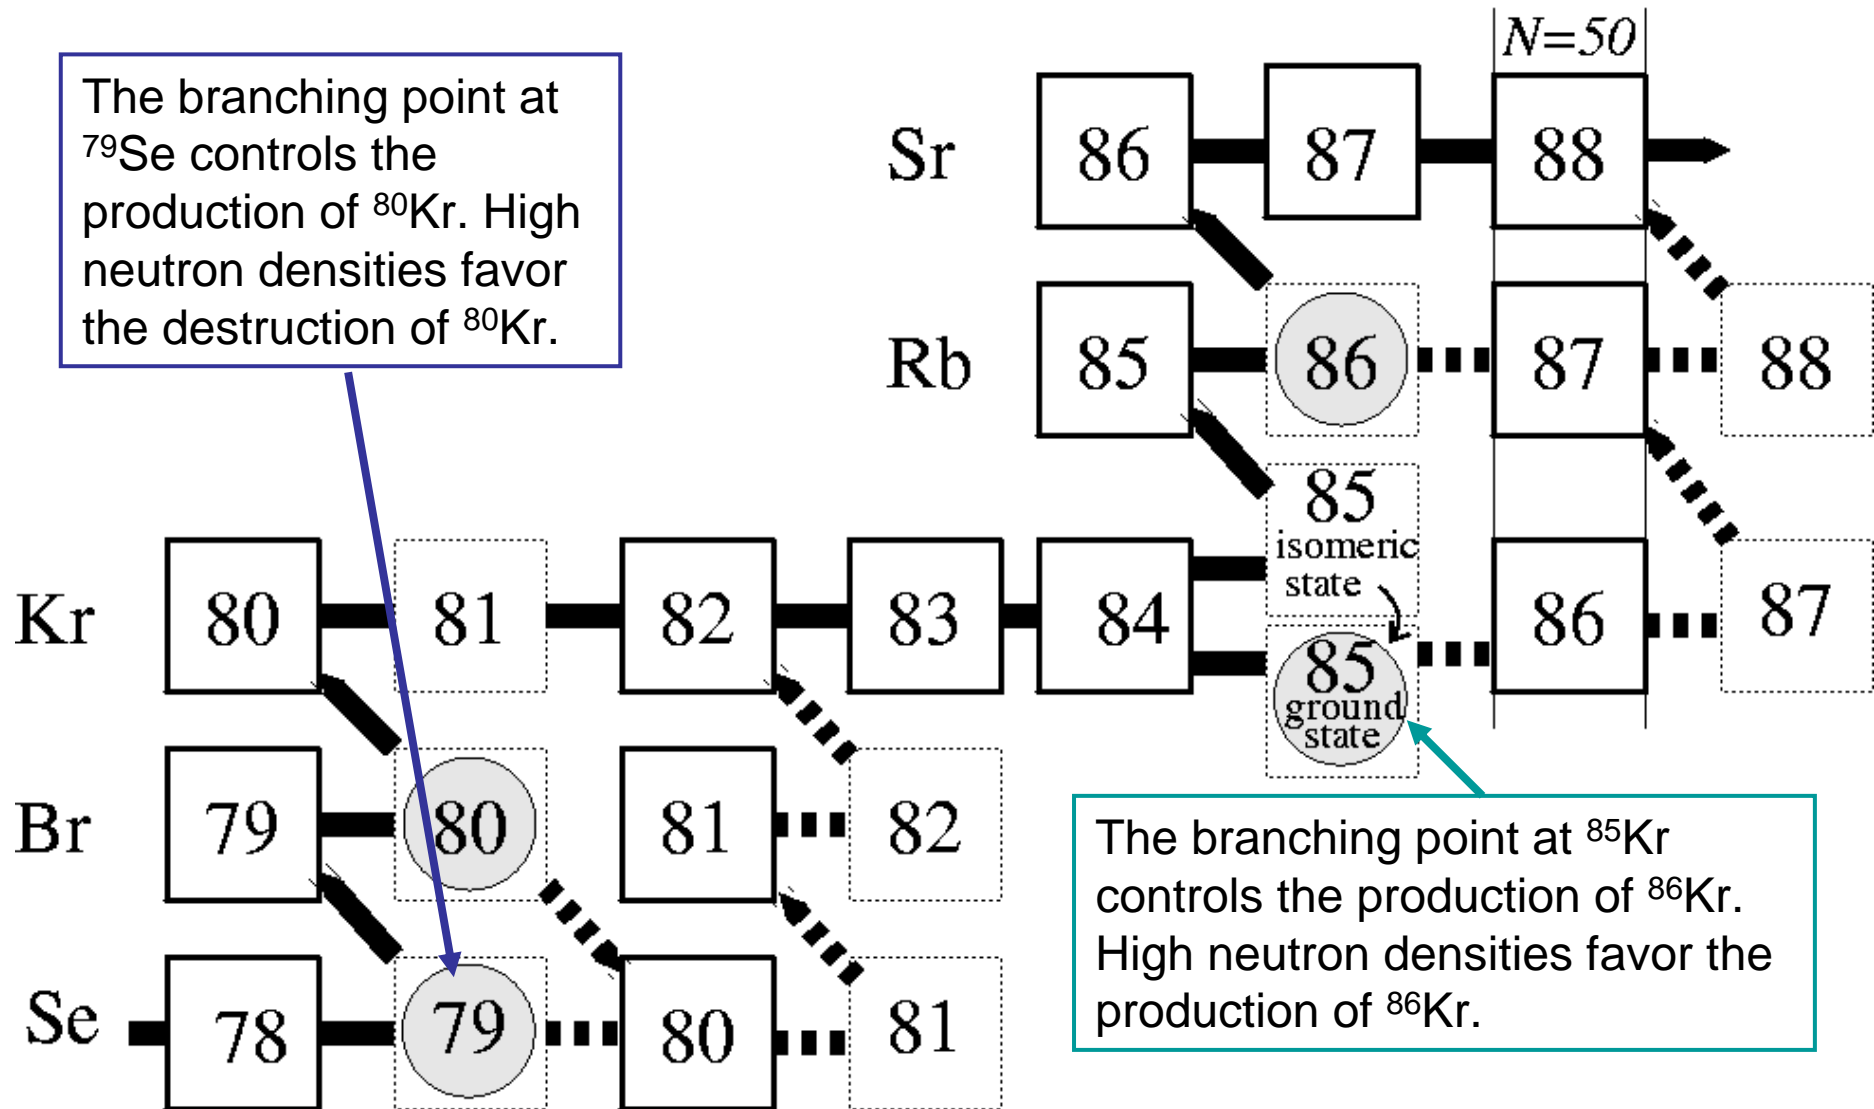 The branching point at
⁷⁹Se controls the
production of ⁸⁰Kr. High
neutron densities favor
the destruction of ⁸⁰Kr.
N=50
Sr 86 87 88
Rb 85 86 87 88
85
isomeric
state
Kr 80 81 82 83 84 86 87
85
ground
state
Br 79 80 81 82
The branching point at ⁸⁵Kr
controls the production of ⁸⁶Kr.
High neutron densities favor the
production of ⁸⁶Kr.
Se 78 79 80 81